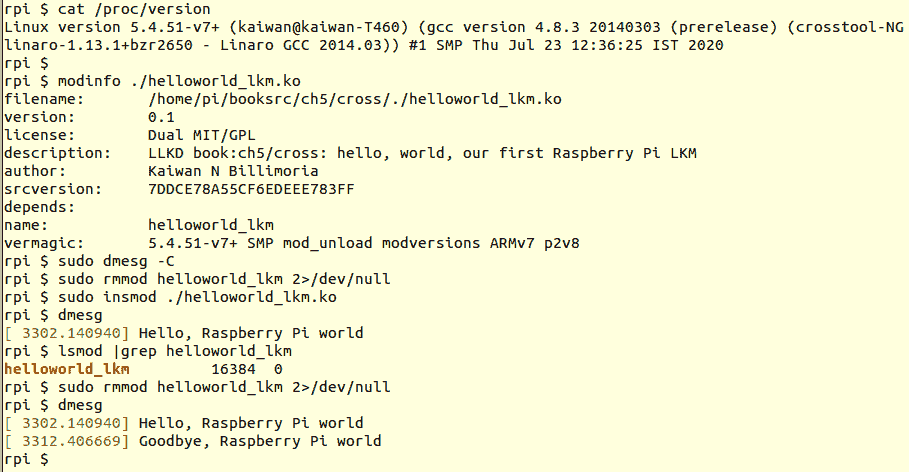 rpi $ cat /proc/version
Linux version 5.4.51-v7+ (kaiwan@kaiwan-T460) (gcc version 4.8.3 20140303 (prerelease) (crosstool-NG
linaro-1.13.1+bzr2650 - Linaro GCC 2014.03)) #1 SMP Thu Jul 23 12:36:25 IST 2020
rpi $
rpi $ modinfo ./helloworld_lkm.ko
filename:       /home/pi/booksrc/ch5/cross/./helloworld_lkm.ko
version:        0.1
license:        Dual MIT/GPL
description:    LLKD book:ch5/cross: hello, world, our first Raspberry Pi LKM
author:         Kaiwan N Billimoria
srcversion:     7DDCE78A55CF6EDEEE783FF
depends:
name:           helloworld_lkm
vermagic:       5.4.51-v7+ SMP mod_unload modversions ARMv7 p2v8
rpi $ sudo dmesg -C
rpi $ sudo rmmod helloworld_lkm 2>/dev/null
rpi $ sudo insmod ./helloworld_lkm.ko
rpi $ dmesg
[ 3302.140940] Hello, Raspberry Pi world
rpi $ lsmod |grep helloworld_lkm
helloworld_lkm         16384  0
rpi $ sudo rmmod helloworld_lkm 2>/dev/null
rpi $ dmesg
[ 3302.140940] Hello, Raspberry Pi world
[ 3312.406669] Goodbye, Raspberry Pi world
rpi $